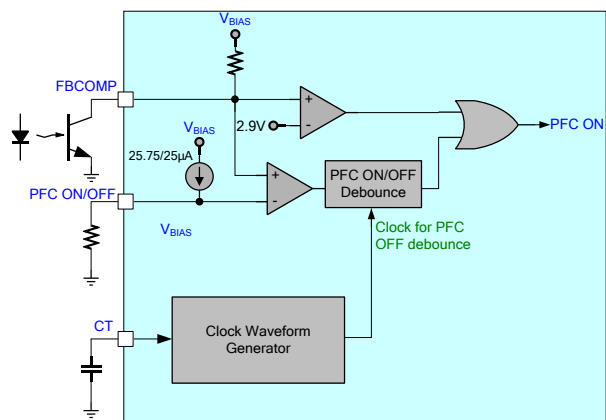 VBIAS
FBCOMP
+
-
2.9V
PFC ON
VBIAS
25.75/25µA
PFC ON/OFF
+
-
PFC ON/OFF
Debounce
VBIAS
Clock for PFC
OFF debounce
CT
Clock Waveform
Generator